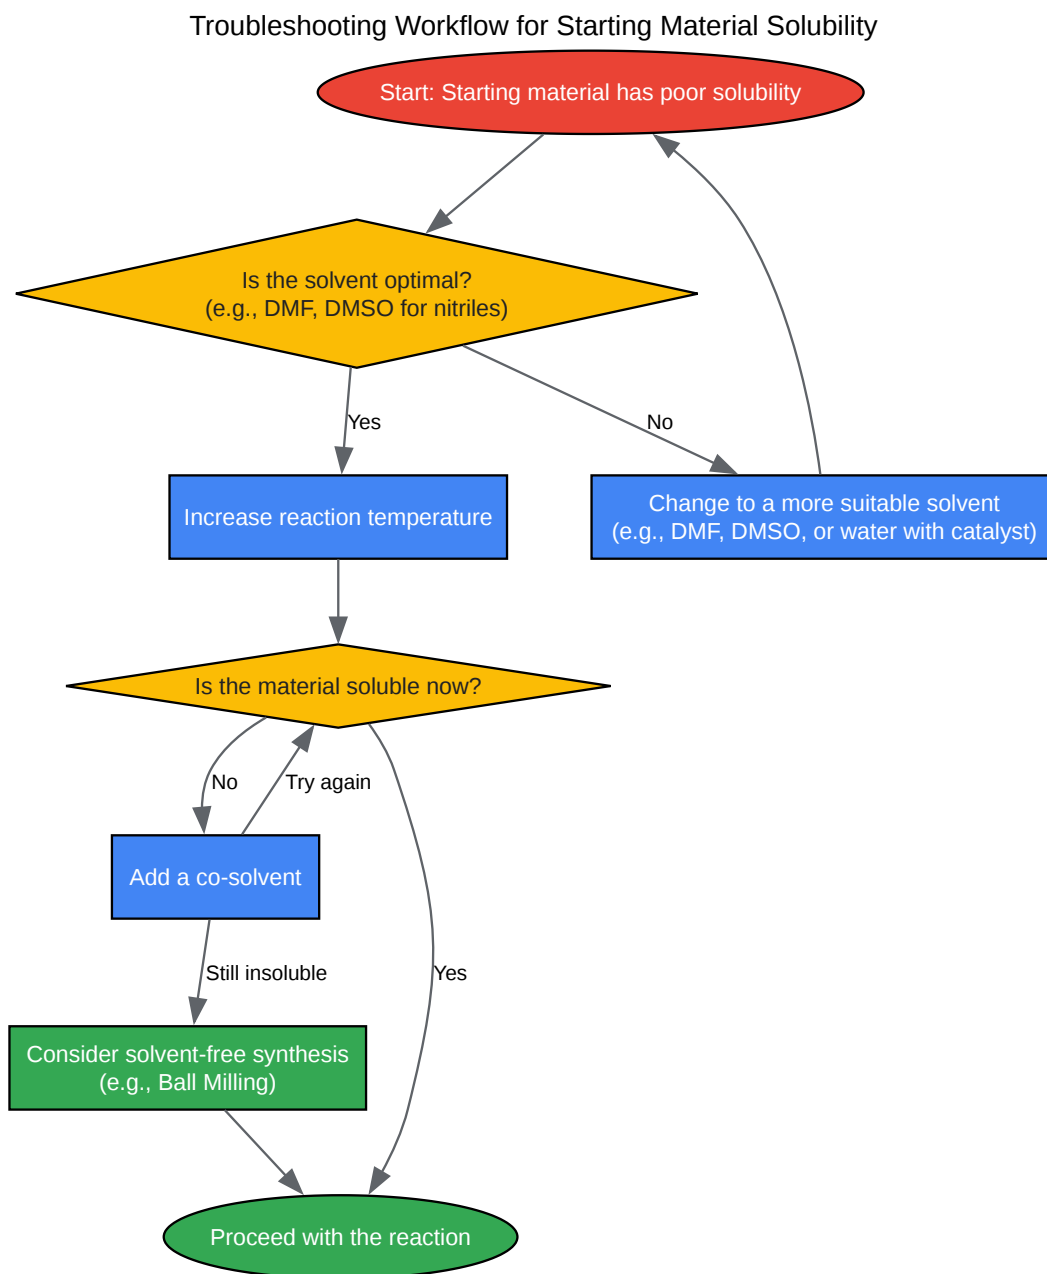 Troubleshooting Workflow for Starting Material Solubility
Start: Starting material has poor solubility
Is the solvent optimal?
(e.g., DMF, DMSO for nitriles)
Yes
No
Increase reaction temperature
Change to a more suitable solvent
(e.g., DMF, DMSO, or water with catalyst)
Is the material soluble now?
No
Try again
Add a co-solvent
Still insoluble
Yes
Consider solvent-free synthesis
(e.g., Ball Milling)
Proceed with the reaction